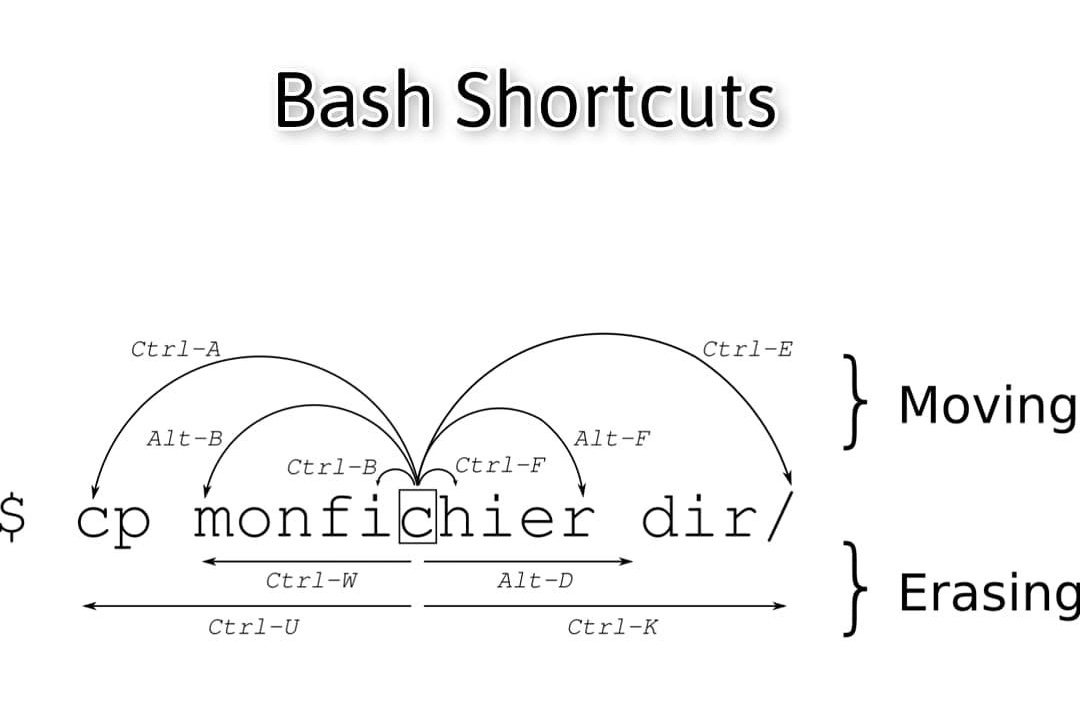 Bash Shortcuts
Ctrl-A
Ctrl-E
Moving
Alt-B
Alt-F
Ctrl-B
Ctrl-F
$ cp monfichier dir/
Ctrl-W
Alt-D
Erasing
Ctrl-U
Ctrl-K